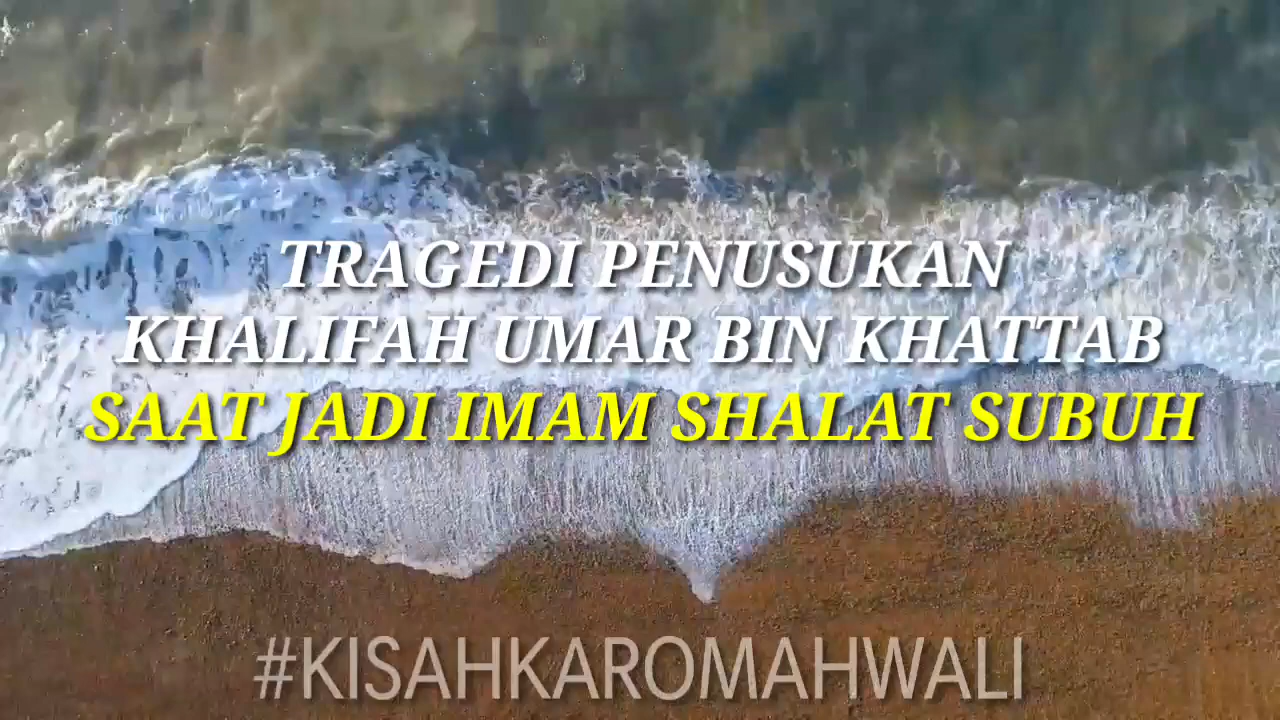 TRAGEDI PENUSUKAN
KHALIFAH UMAR BIN KHATTAB
SAAT JADI IMAM SHALAT SUBUH
#KISAHKAROMAHWALI